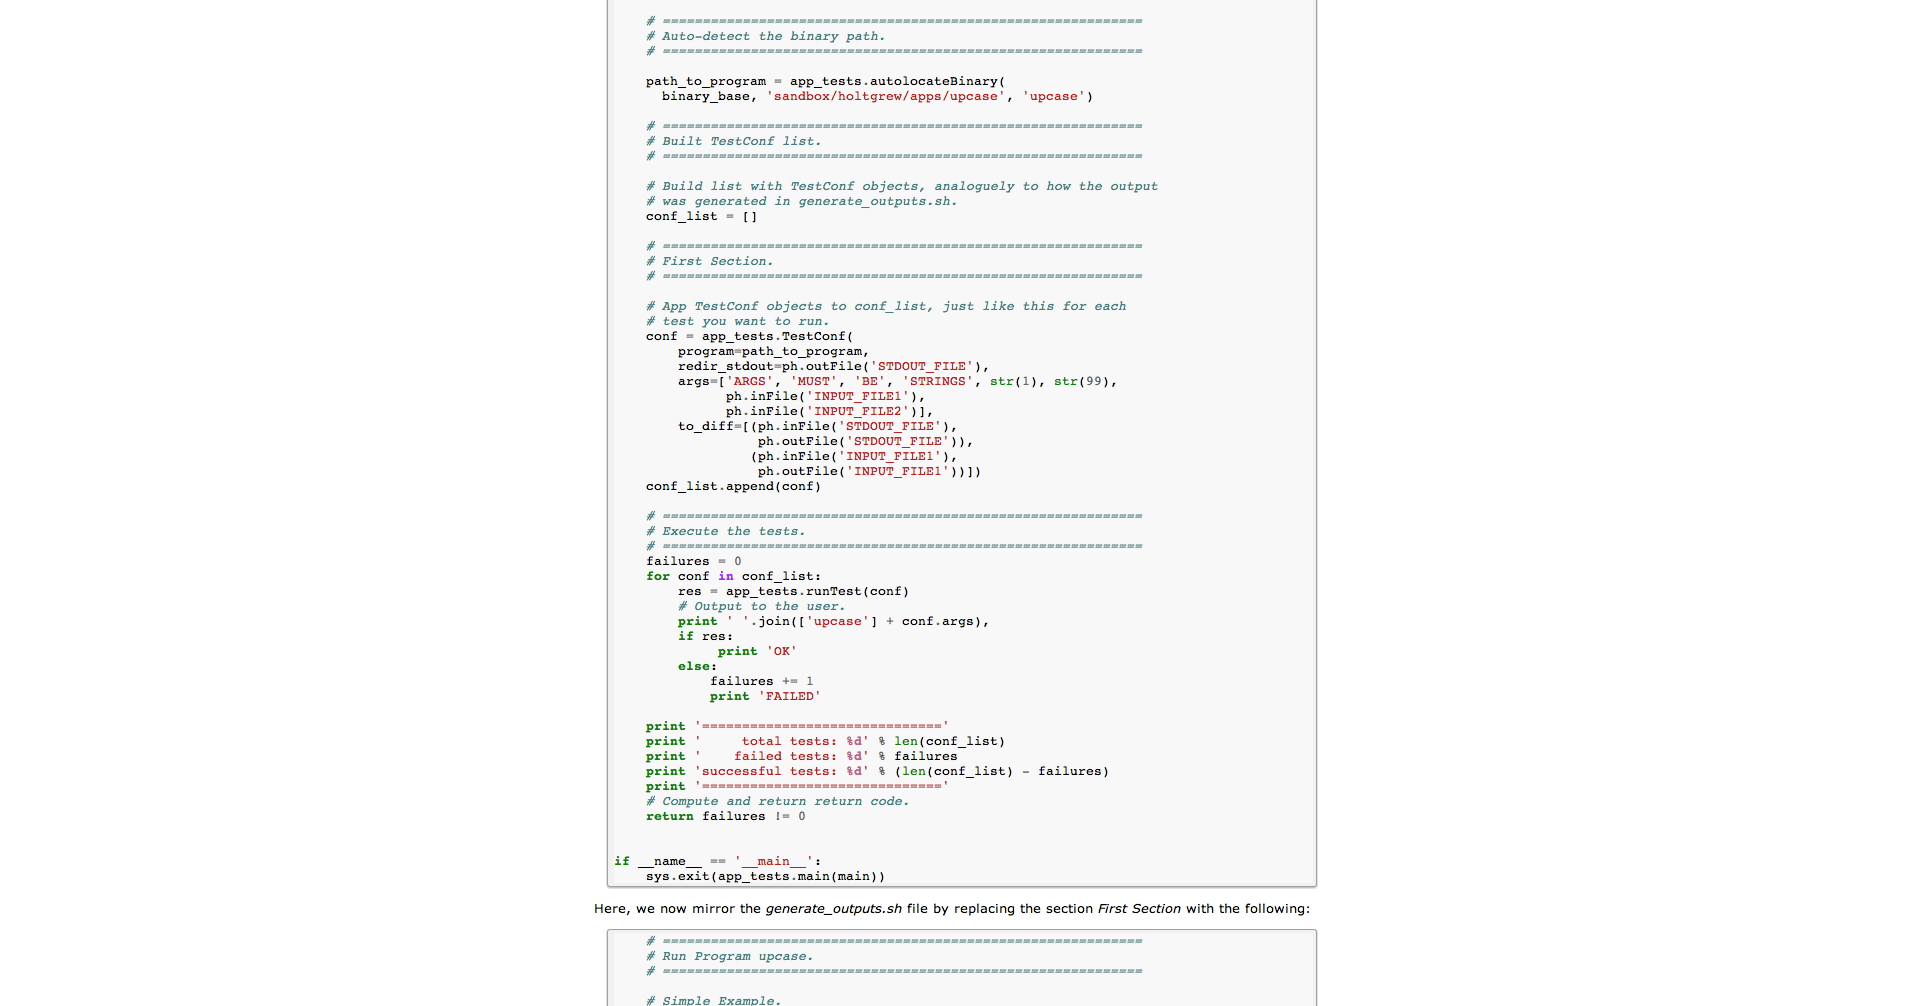 # ============================================================
# Auto-detect the binary path.
# ============================================================

path_to_program = app_tests.autolocateBinary(
  binary_base, 'sandbox/holtgrew/apps/upcase', 'upcase')

# ============================================================
# Built TestConf list.
# ============================================================

# Build list with TestConf objects, analoguely to how the output
# was generated in generate_outputs.sh.
conf_list = []

# ============================================================
# First Section.
# ============================================================

# App TestConf objects to conf_list, just like this for each
# test you want to run.
conf = app_tests.TestConf(
    program=path_to_program,
    redir_stdout=ph.outFile('STDOUT_FILE'),
    args=['ARGS', 'MUST', 'BE', 'STRINGS', str(1), str(99),
          ph.inFile('INPUT_FILE1'),
          ph.inFile('INPUT_FILE2')],
    to_diff=[(ph.inFile('STDOUT_FILE'),
              ph.outFile('STDOUT_FILE')),
             (ph.inFile('INPUT_FILE1'),
              ph.outFile('INPUT_FILE1'))])
conf_list.append(conf)

# ============================================================
# Execute the tests.
# ============================================================
failures = 0
for conf in conf_list:
    res = app_tests.runTest(conf)
    # Output to the user.
    print ' '.join(['upcase'] + conf.args),
    if res:
         print 'OK'
    else:
        failures += 1
        print 'FAILED'

print '=============================='
print '     total tests: %d' % len(conf_list)
print '    failed tests: %d' % failures
print 'successful tests: %d' % (len(conf_list) - failures)
print '=============================='
# Compute and return return code.
return failures != 0

if __name__ == '__main__':
    sys.exit(app_tests.main(main))
Here, we now mirror the generate_outputs.sh file by replacing the section First Section with the following:
# ============================================================
# Run Program upcase.
# ============================================================

# Simple Example.